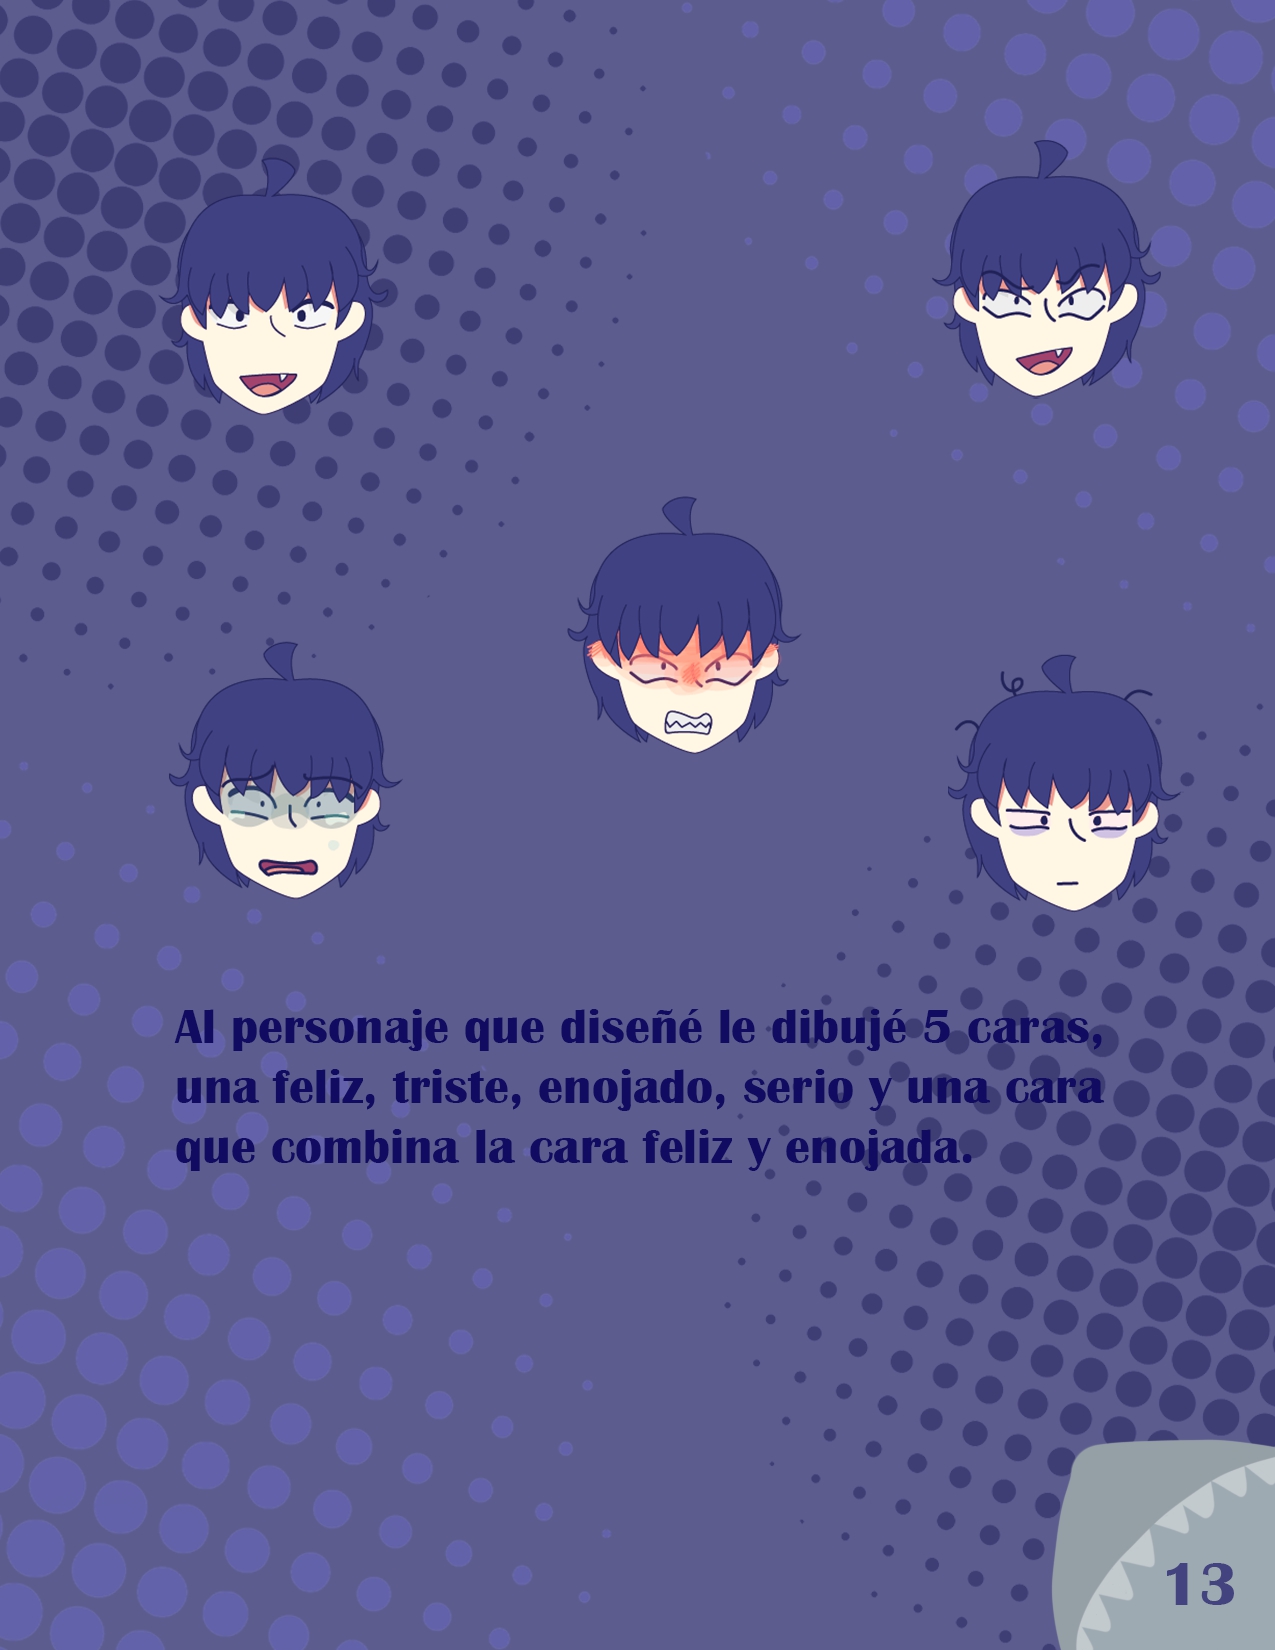 Al personaje que diseñé le dibujé 5 caras,
una feliz, triste, enojado, serio y una cara
que combina la cara feliz y enojada.
13